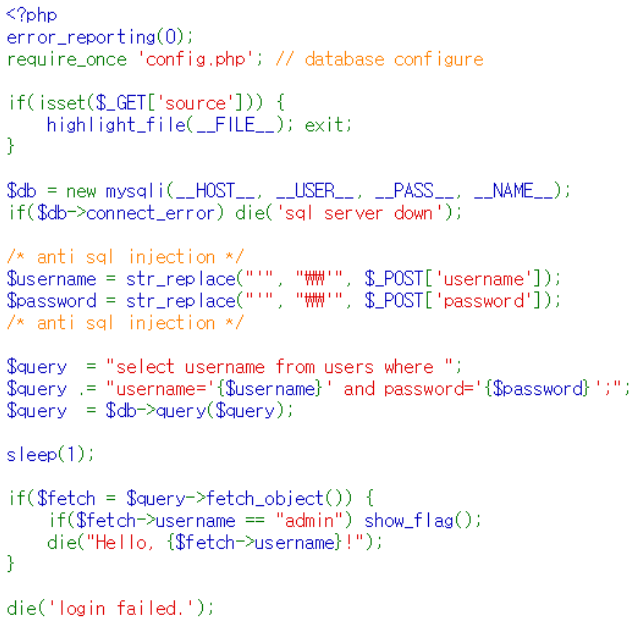 <?php
error_reporting(0);
require_once 'config.php'; // database configure
if(isset($_GET['source'])) {
highlight_file(__FILE__); exit;
}
$db = new mysqli(__HOST__, __USER__, __PASS__, __NAME__);
if($db->connect_error) die('sql server down');
/* anti sql injection */
$username = str_replace("'", "₩₩'", $_POST['username']);
$password = str_replace("'", "₩₩'", $_POST['password']);
/* anti sql injection */
$query = "select username from users where ";
$query .= "username='{$username}' and password='{$password}';";
$query = $db->query($query);
sleep(1);
if($fetch = $query->fetch_object()) {
if($fetch->username == "admin") show_flag();
die("Hello, {$fetch->username}!");
}
die('login failed.');